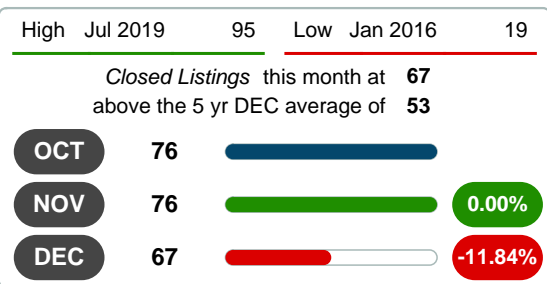 High Jul 2019 95 Low Jan 2016 19
Closed Listings this month at 67
above the 5 yr DEC average of 53
OCT 76
NOV 76 0.00%
DEC 67 -11.84%